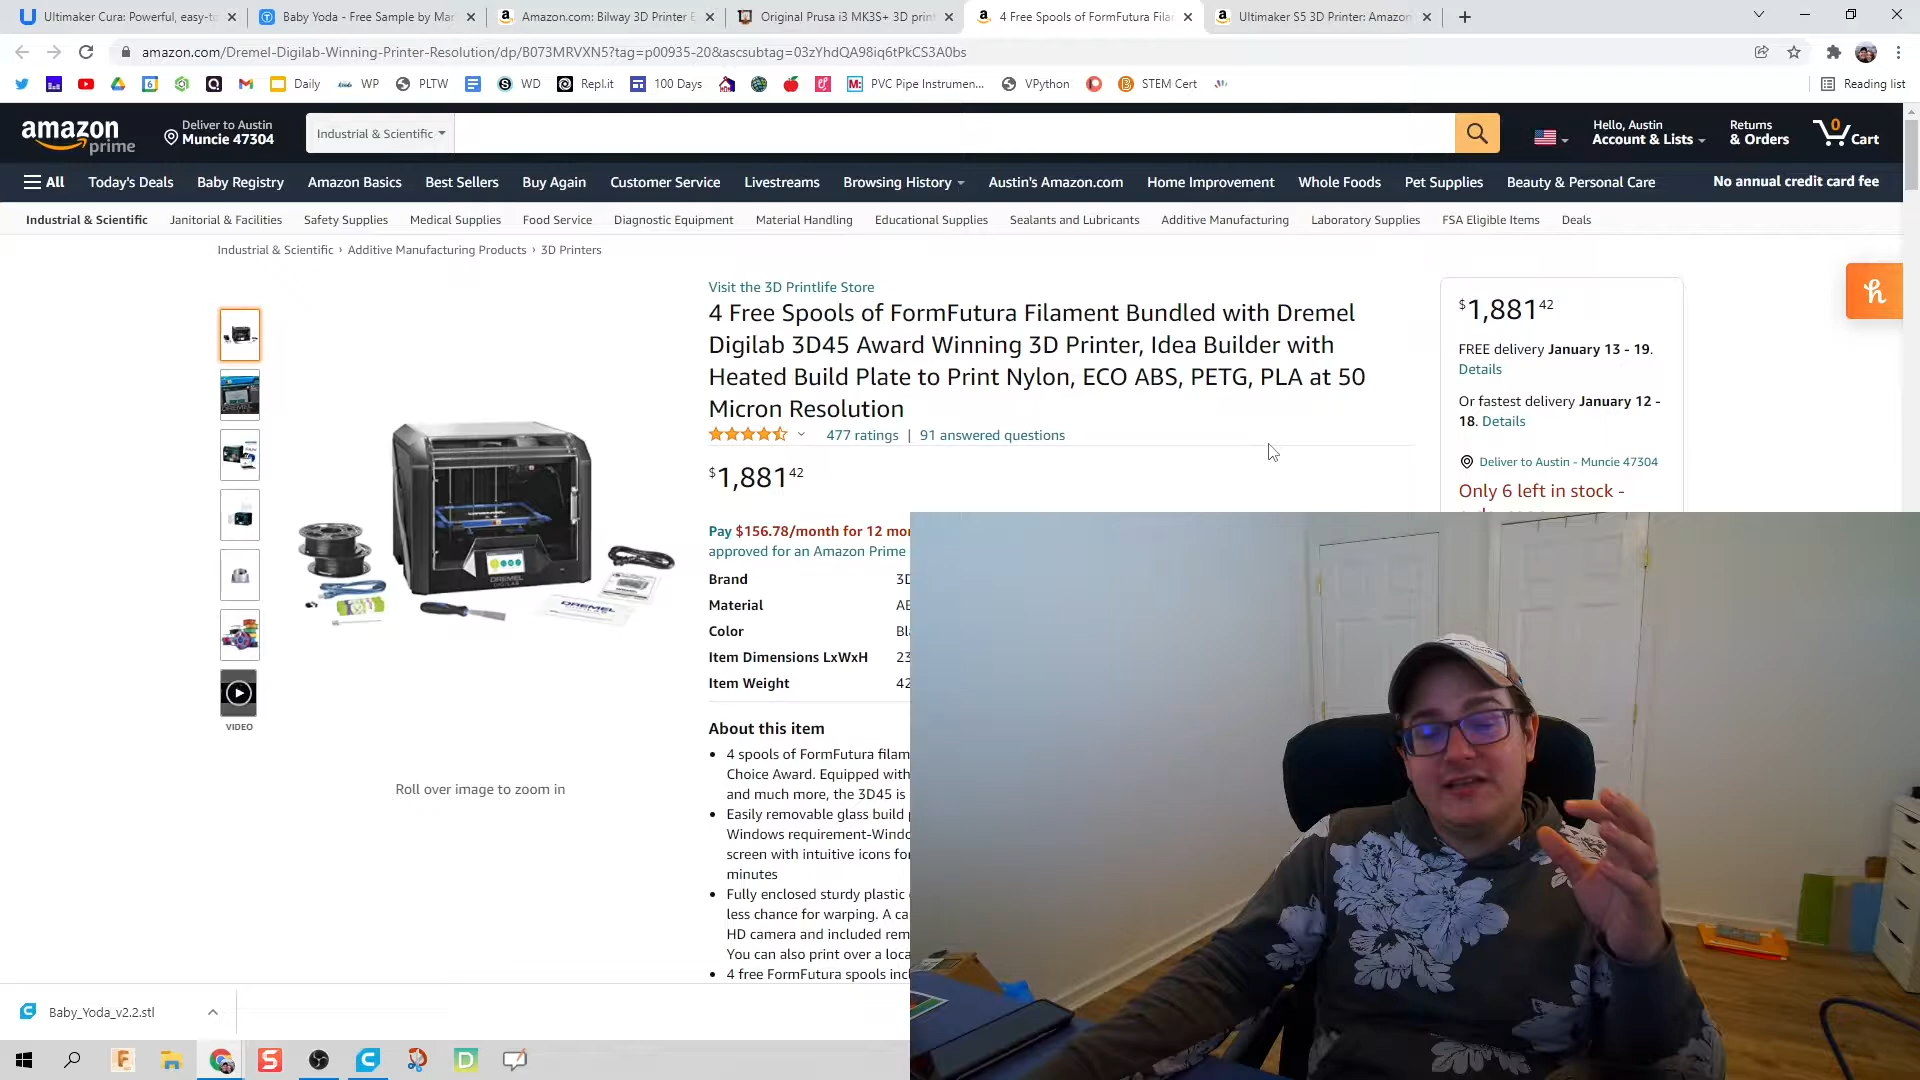 Ultimaker Cura: Powerful, easy-to
Baby Yoda - Free Sample by Mar
Amazon.com: Bilway 3D Printer E
Original Prusa i3 MK3S+ 3D print
4 Free Spools of FormFutura Fila
Ultimaker S5 3D Printer: Amazon
amazon.com/Dremel-Digilab-Winning-Printer-Resolution/dp/B073MRVXN5?tag=p00935-20&ascsubtag=03zYhdQA98iq6tPkCS3A0bs
Daily
WP
PLTW
WD
Repl.it
100 Days
PVC Pipe Instrumen...
VPython
STEM Cert
Reading list
amazon prime
Deliver to Austin
Muncie 47304
Industrial & Scientific
Hello, Austin
Account & Lists
Returns
& Orders
0
Cart
All
Today's Deals
Baby Registry
Amazon Basics
Best Sellers
Buy Again
Customer Service
Livestreams
Browsing History
Austin's Amazon.com
Home Improvement
Whole Foods
Pet Supplies
Beauty & Personal Care
No annual credit card fee
Industrial & Scientific
Janitorial & Facilities
Safety Supplies
Medical Supplies
Food Service
Diagnostic Equipment
Material Handling
Educational Supplies
Sealants and Lubricants
Additive Manufacturing
Laboratory Supplies
FSA Eligible Items
Deals
Industrial & Scientific › Additive Manufacturing Products › 3D Printers
VIDEO
DREMEL
DIGILAB
DREMEL
Roll over image to zoom in
Visit the 3D Printlife Store
4 Free Spools of FormFutura Filament Bundled with Dremel
Digilab 3D45 Award Winning 3D Printer, Idea Builder with
Heated Build Plate to Print Nylon, ECO ABS, PETG, PLA at 50
Micron Resolution
477 ratings | 91 answered questions
$1,881 42
Pay $156.78/month for 12 mor
approved for an Amazon Prime
Brand 3D
Material AB
Color Bl
Item Dimensions LxWxH 23
Item Weight 42
About this item
• 4 spools of FormFutura filam
Choice Award. Equipped with
and much more, the 3D45 is
• Easily removable glass build p
Windows requirement-Windo
screen with intuitive icons for
minutes
• Fully enclosed sturdy plastic
less chance for warping. A ca
HD camera and included rem
You can also print over a loca
• 4 free FormFutura spools incl
$1,881 42
FREE delivery January 13 - 19.
Details
Or fastest delivery January 12 -
18. Details
Deliver to Austin - Muncie 47304
Only 6 left in stock -
Baby_Yoda_v2.2.stl